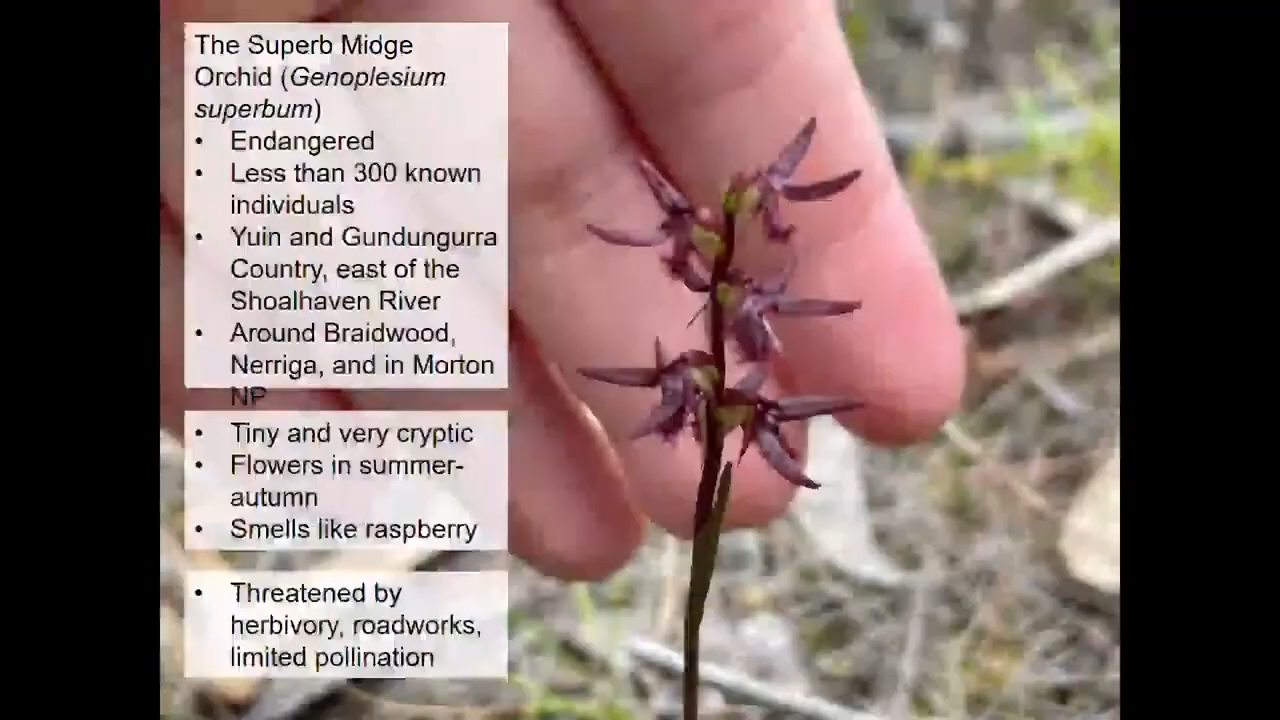 The Superb Midge
Orchid (Genoplesium
superbum)
• Endangered
• Less than 300 known
individuals
• Yuin and Gundungurra
Country, east of the
Shoalhaven River
• Around Braidwood,
Nerriga, and in Morton
NP
• Tiny and very cryptic
• Flowers in summer-
autumn
• Smells like raspberry
• Threatened by
herbivory, roadworks,
limited pollination